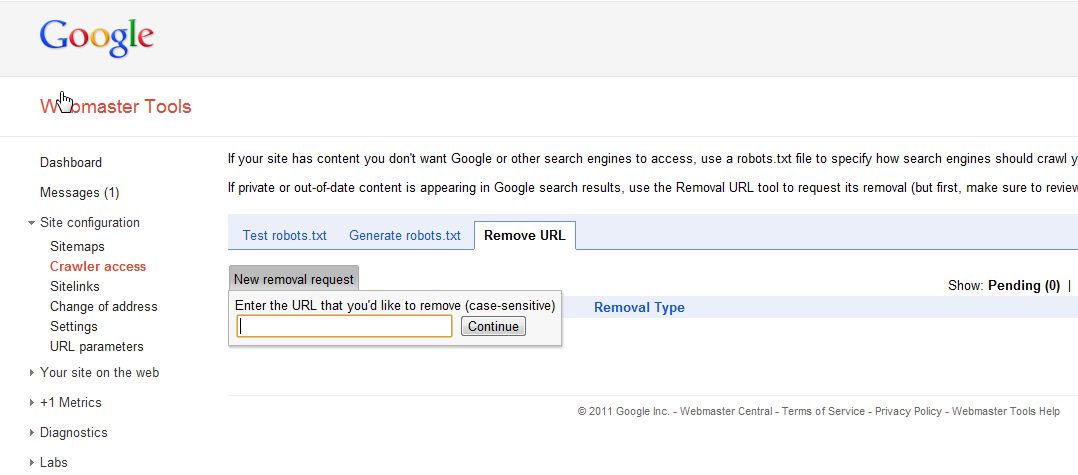 Google
Webmaster Tools
Dashboard
Messages (1)
Site configuration
Sitemaps
Crawler access
Sitelinks
Change of address
Settings
URL parameters
Your site on the web
+1 Metrics
Diagnostics
Labs
If your site has content you don't want Google or other search engines to access, use a robots.txt file to specify how search engines should crawl
If private or out-of-date content is appearing in Google search results, use the Removal URL tool to request its removal (but first, make sure to review
Test robots.txt Generate robots.txt Remove URL
New removal request
Show: Pending (0) |
Enter the URL that you'd like to remove (case-sensitive)
Removal Type
Continue
© 2011 Google Inc. - Webmaster Central - Terms of Service - Privacy Policy - Webmaster Tools Help